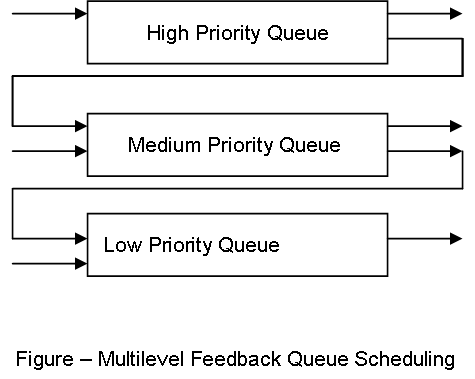 High Priority Queue
Medium Priority Queue
Low Priority Queue
Figure – Multilevel Feedback Queue Scheduling